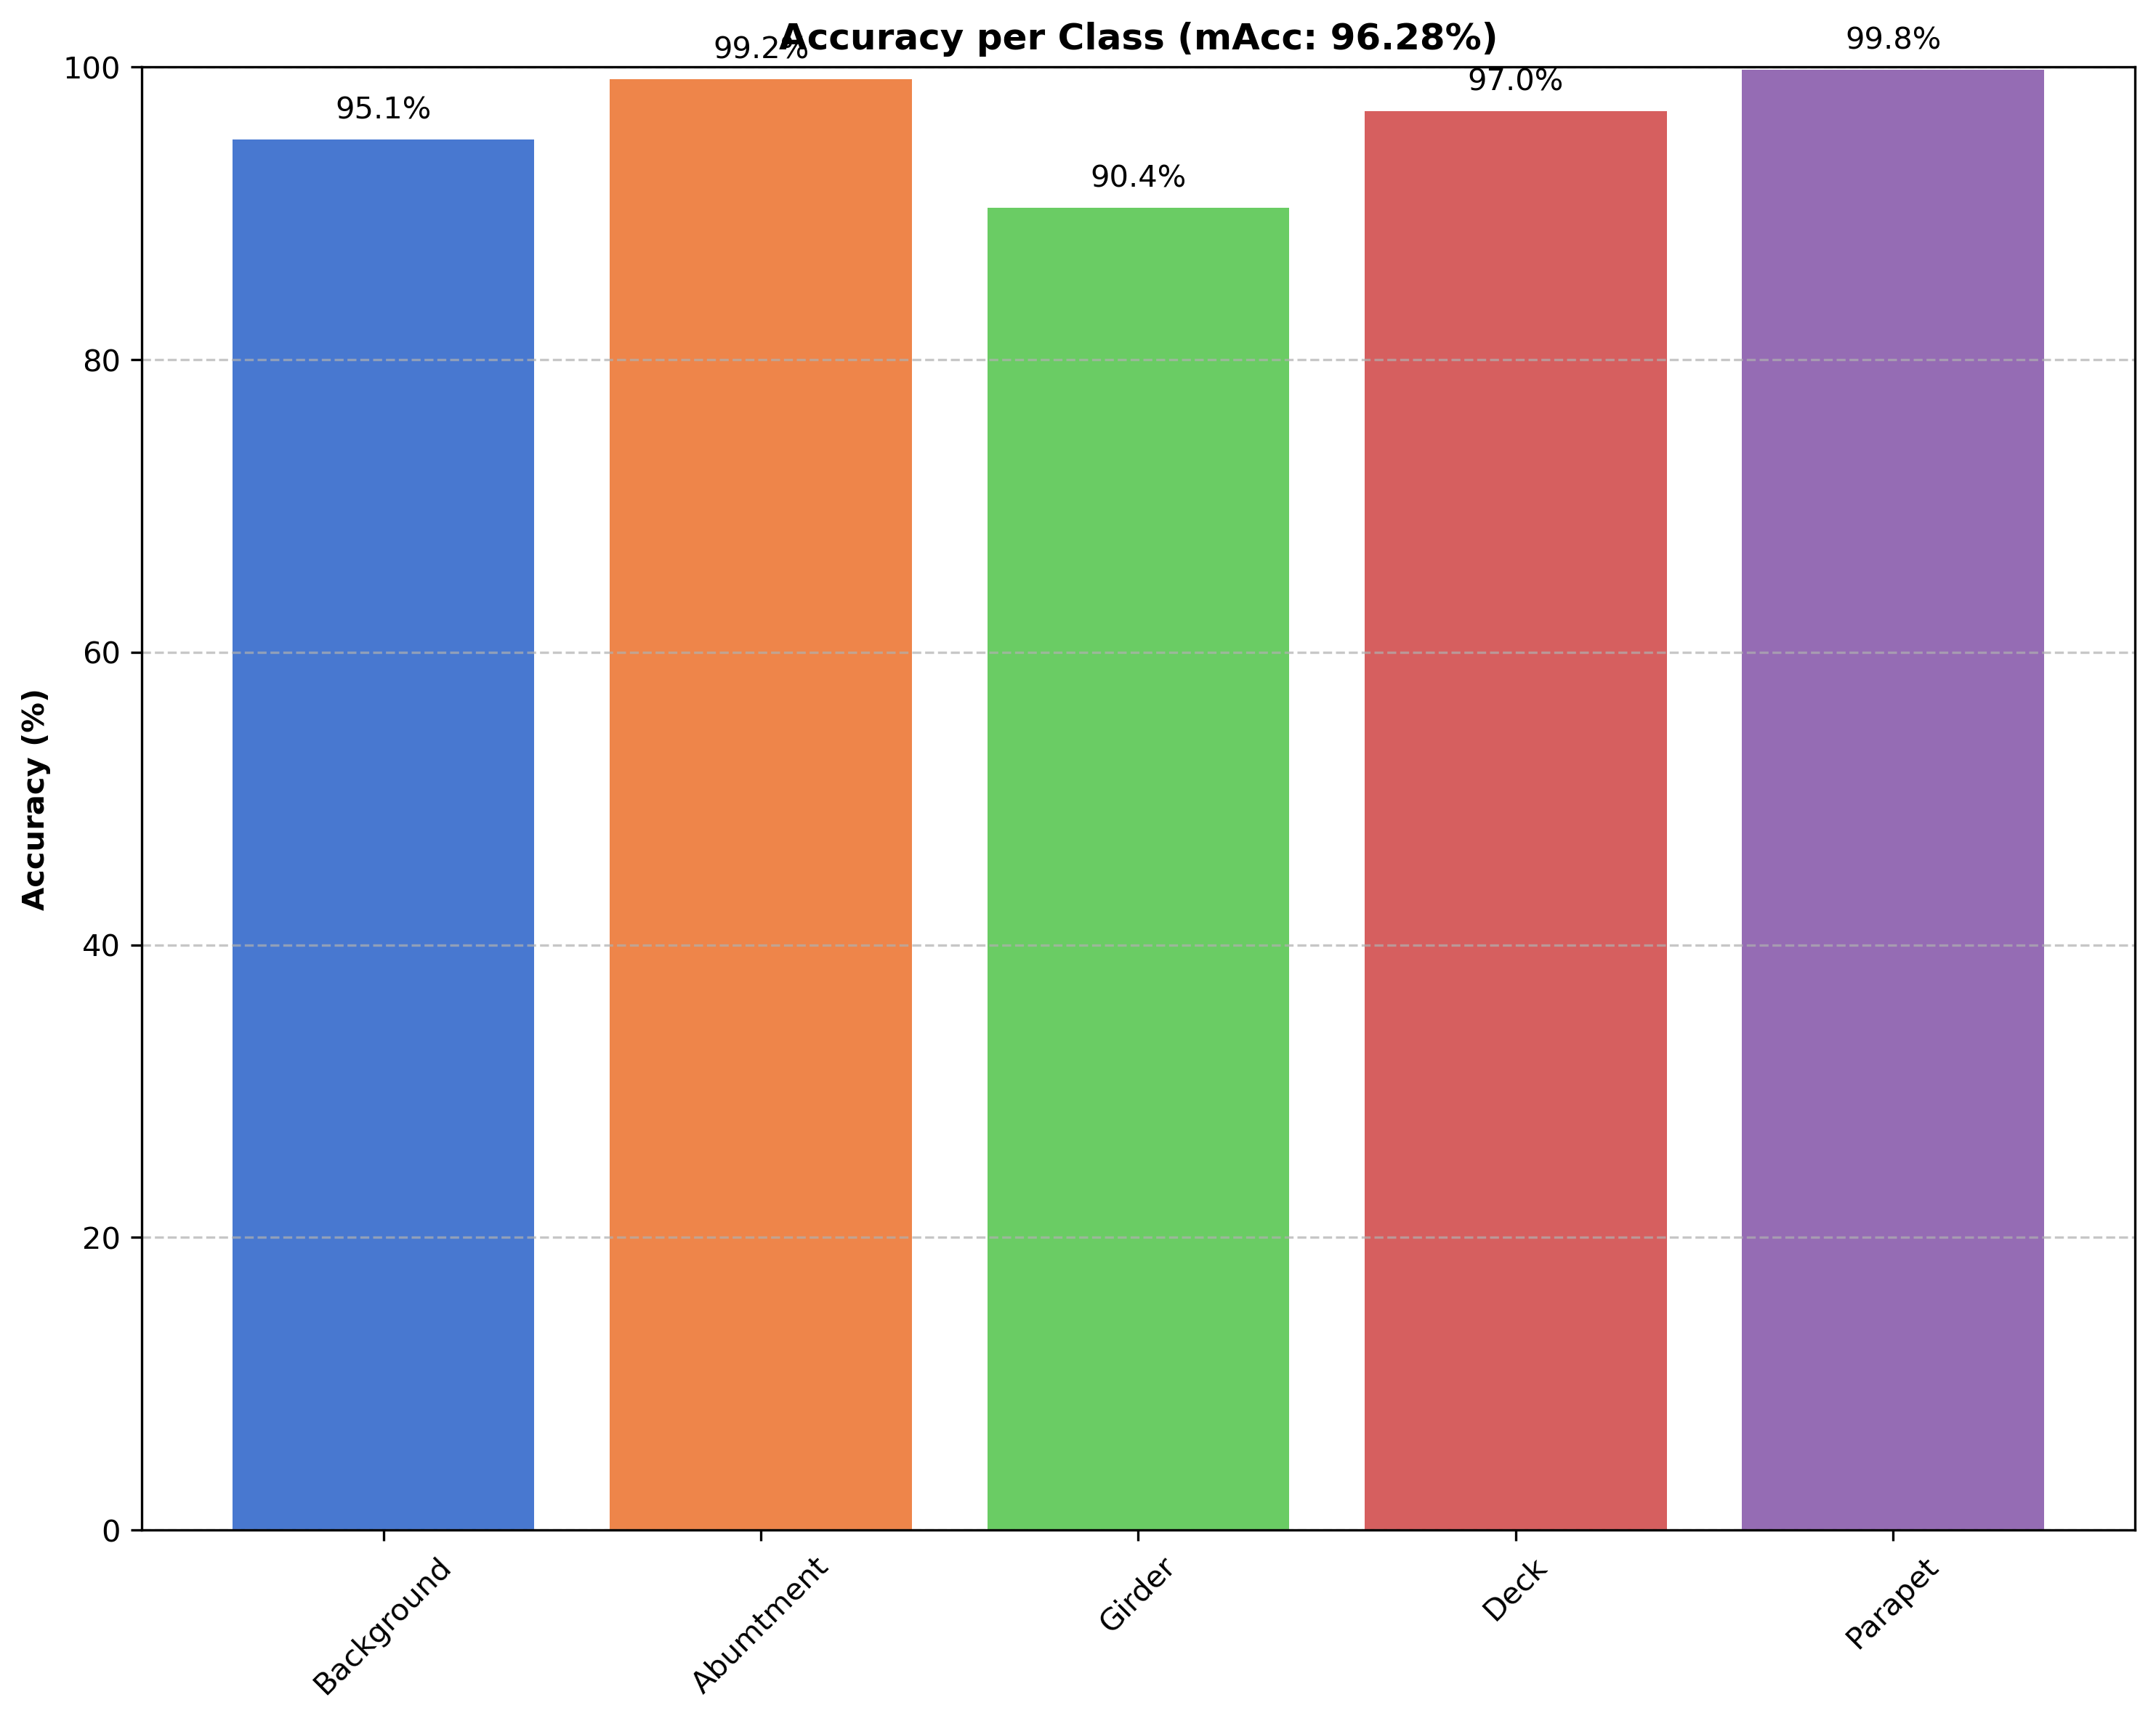 Accuracy per Class (mAcc: 96.28%)
95.1%
99.2%
90.4%
97.0%
99.8%
100
80
60
40
20
0
Accuracy (%)
Background
Abumtment
Girder
Deck
Parapet